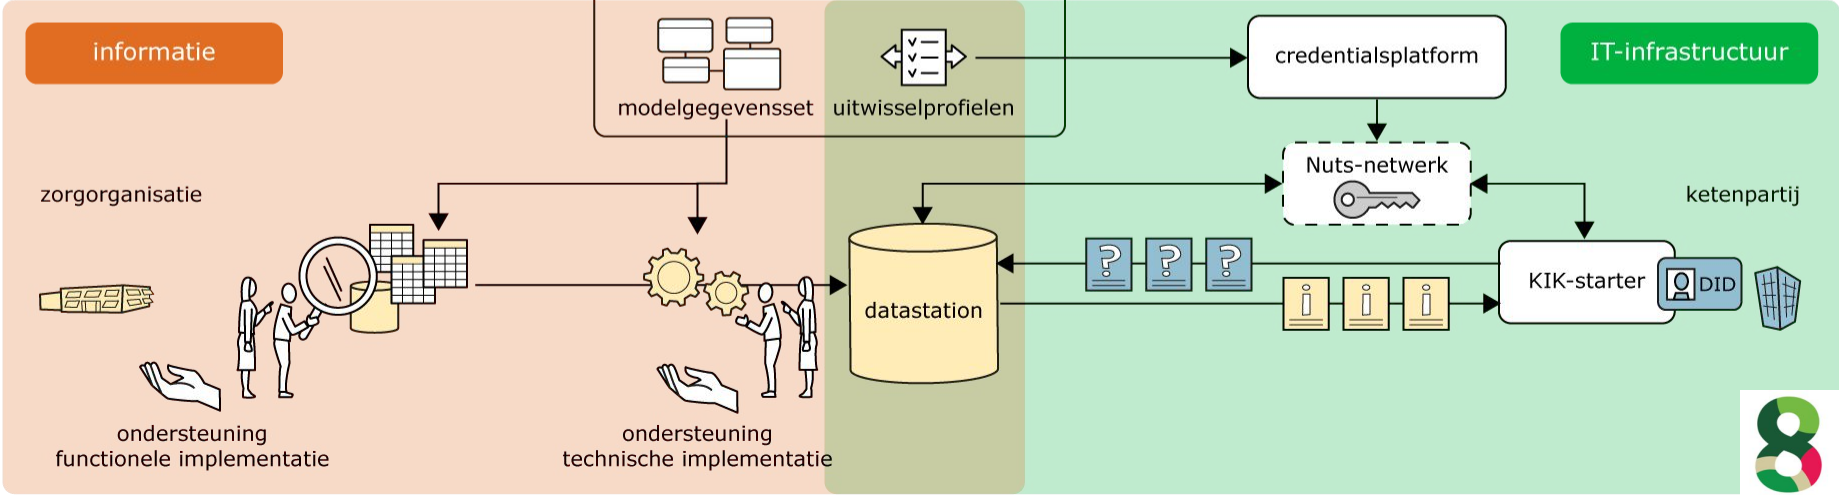 informatie
IT-infrastructuur
credentialsplatform
modelgegevensset
uitwisselprofielen
Nuts-netwerk
zorgorganisatie
ketenpartij
? ? ?
KIK-starter
DID
datastation
i i i
ondersteuning
functionele implementatie
ondersteuning
technische implementatie
8